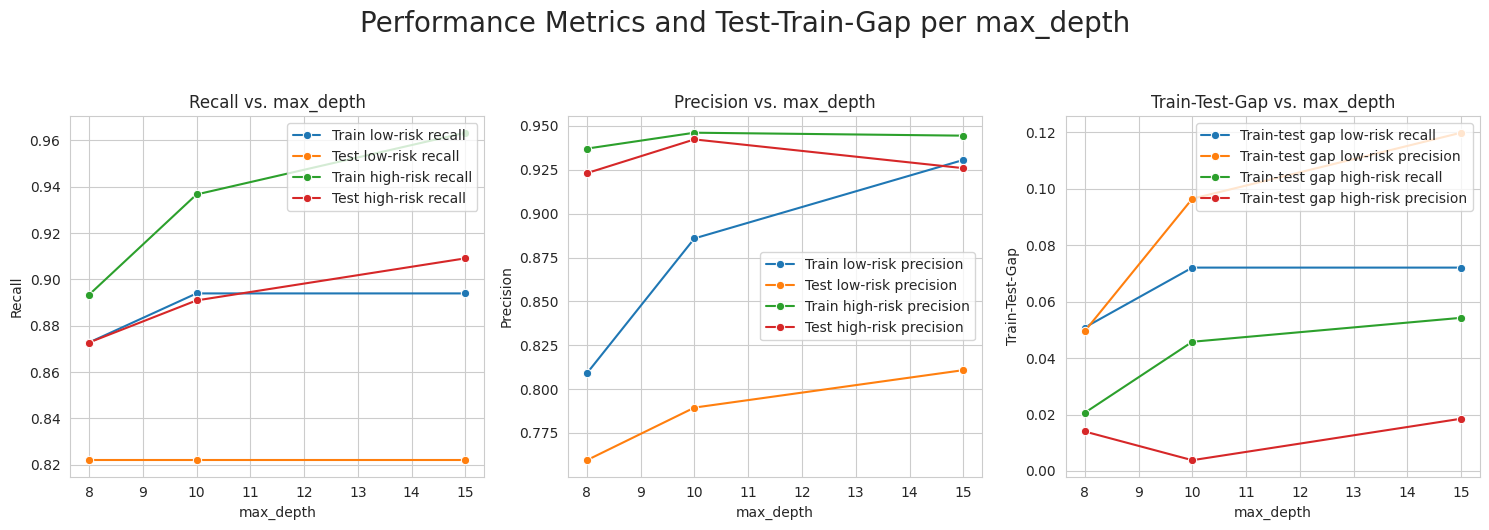 Performance Metrics and Test-Train-Gap per max_depth
Recall vs. max_depth
Recall
0.96
0.94
0.92
0.90
0.88
0.86
0.84
0.82
Train low-risk recall
Test low-risk recall
Train high-risk recall
Test high-risk recall
8 9 10 11 12 13 14 15
max_depth
Precision vs. max_depth
Precision
0.950
0.925
0.900
0.875
0.850
0.825
0.800
0.775
Train low-risk precision
Test low-risk precision
Train high-risk precision
Test high-risk precision
8 9 10 11 12 13 14 15
max_depth
Train-Test-Gap vs. max_depth
Train-Test-Gap
0.12
0.10
0.08
0.06
0.04
0.02
0.00
Train-test gap low-risk recall
Train-test gap low-risk precision
Train-test gap high-risk recall
Train-test gap high-risk precision
8 9 10 11 12 13 14 15
max_depth